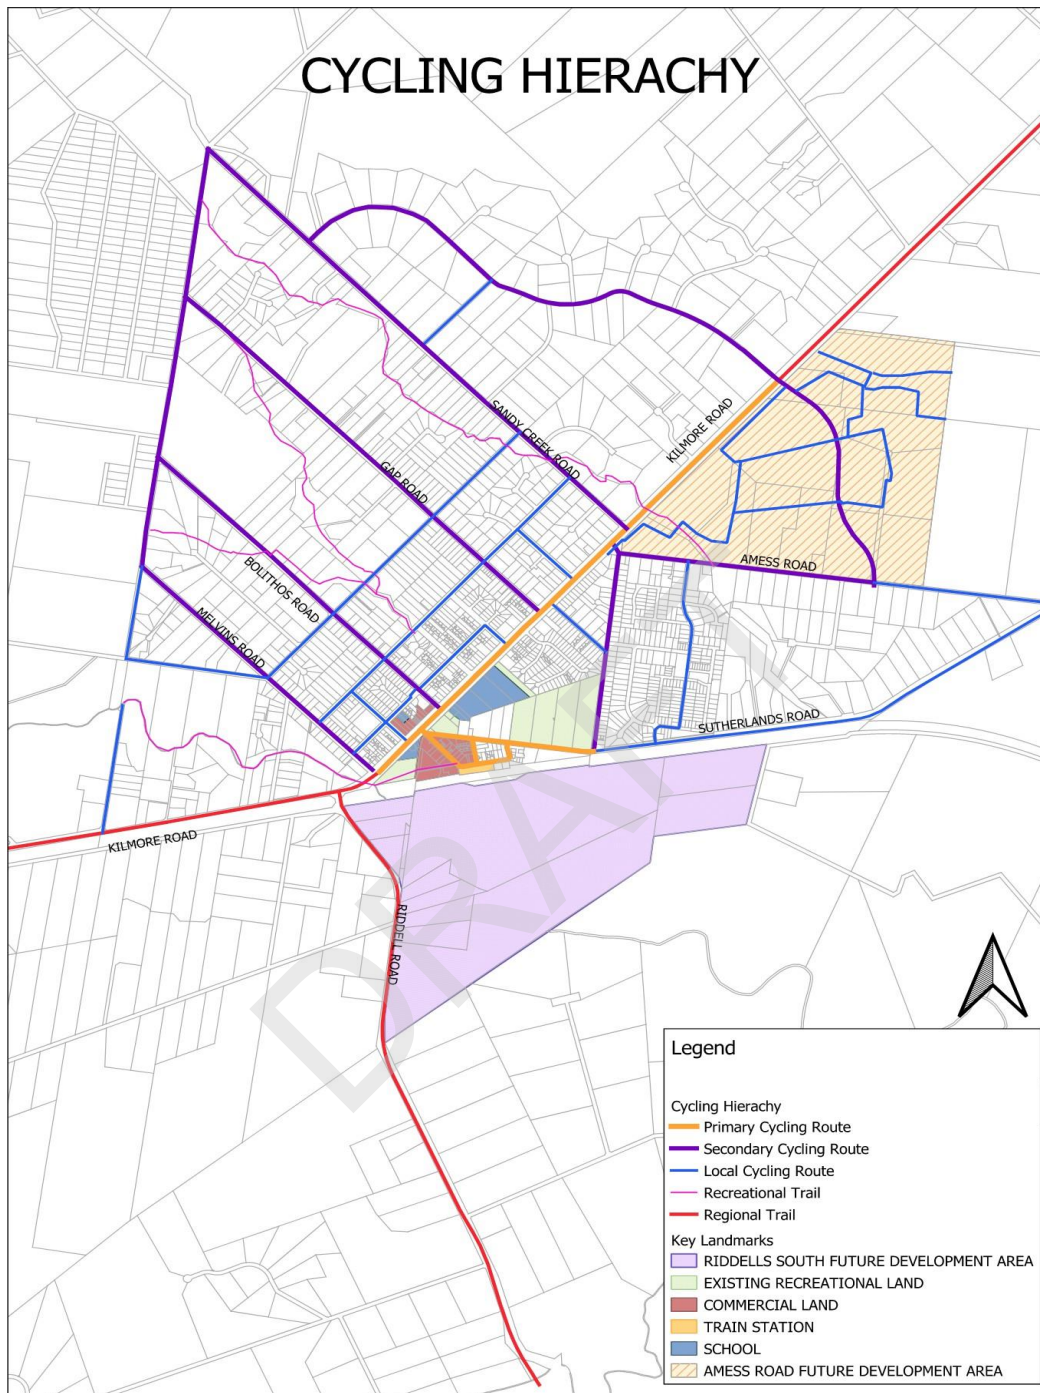 CYCLING HIERACHY
SANDY CREEK ROAD
KILMORE ROAD
GAP ROAD
BOLITHOS ROAD
AMESS ROAD
MELVINS ROAD
SUTHERLANDS ROAD
KILMORE ROAD
RIDDELL ROAD
DRAFT
Legend
Cycling Hierachy
Primary Cycling Route
Secondary Cycling Route
Local Cycling Route
Recreational Trail
Regional Trail
Key Landmarks
RIDDELLS SOUTH FUTURE DEVELOPMENT AREA
EXISTING RECREATIONAL LAND
COMMERCIAL LAND
TRAIN STATION
SCHOOL
AMESS ROAD FUTURE DEVELOPMENT AREA